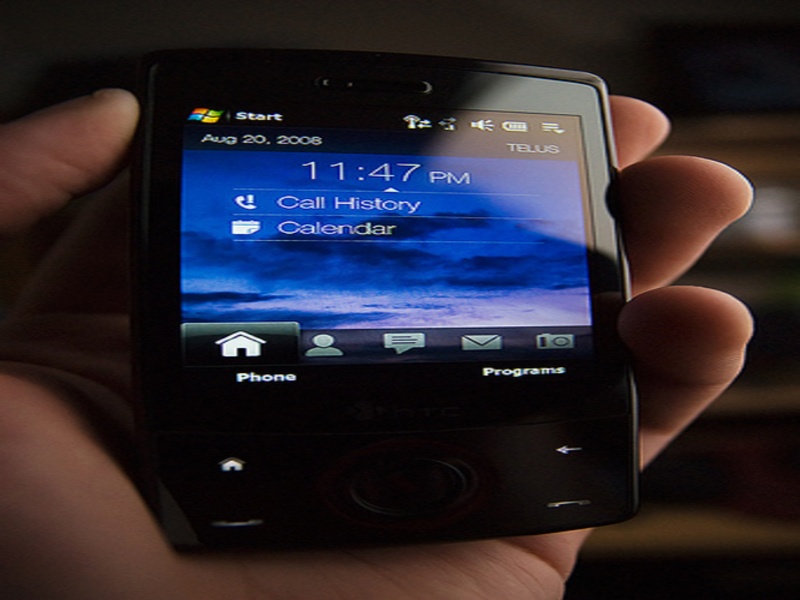 Start
Aug 20, 2008
TELUS
11:47 PM
Call History
Calendar
Phone
Programs
hTC